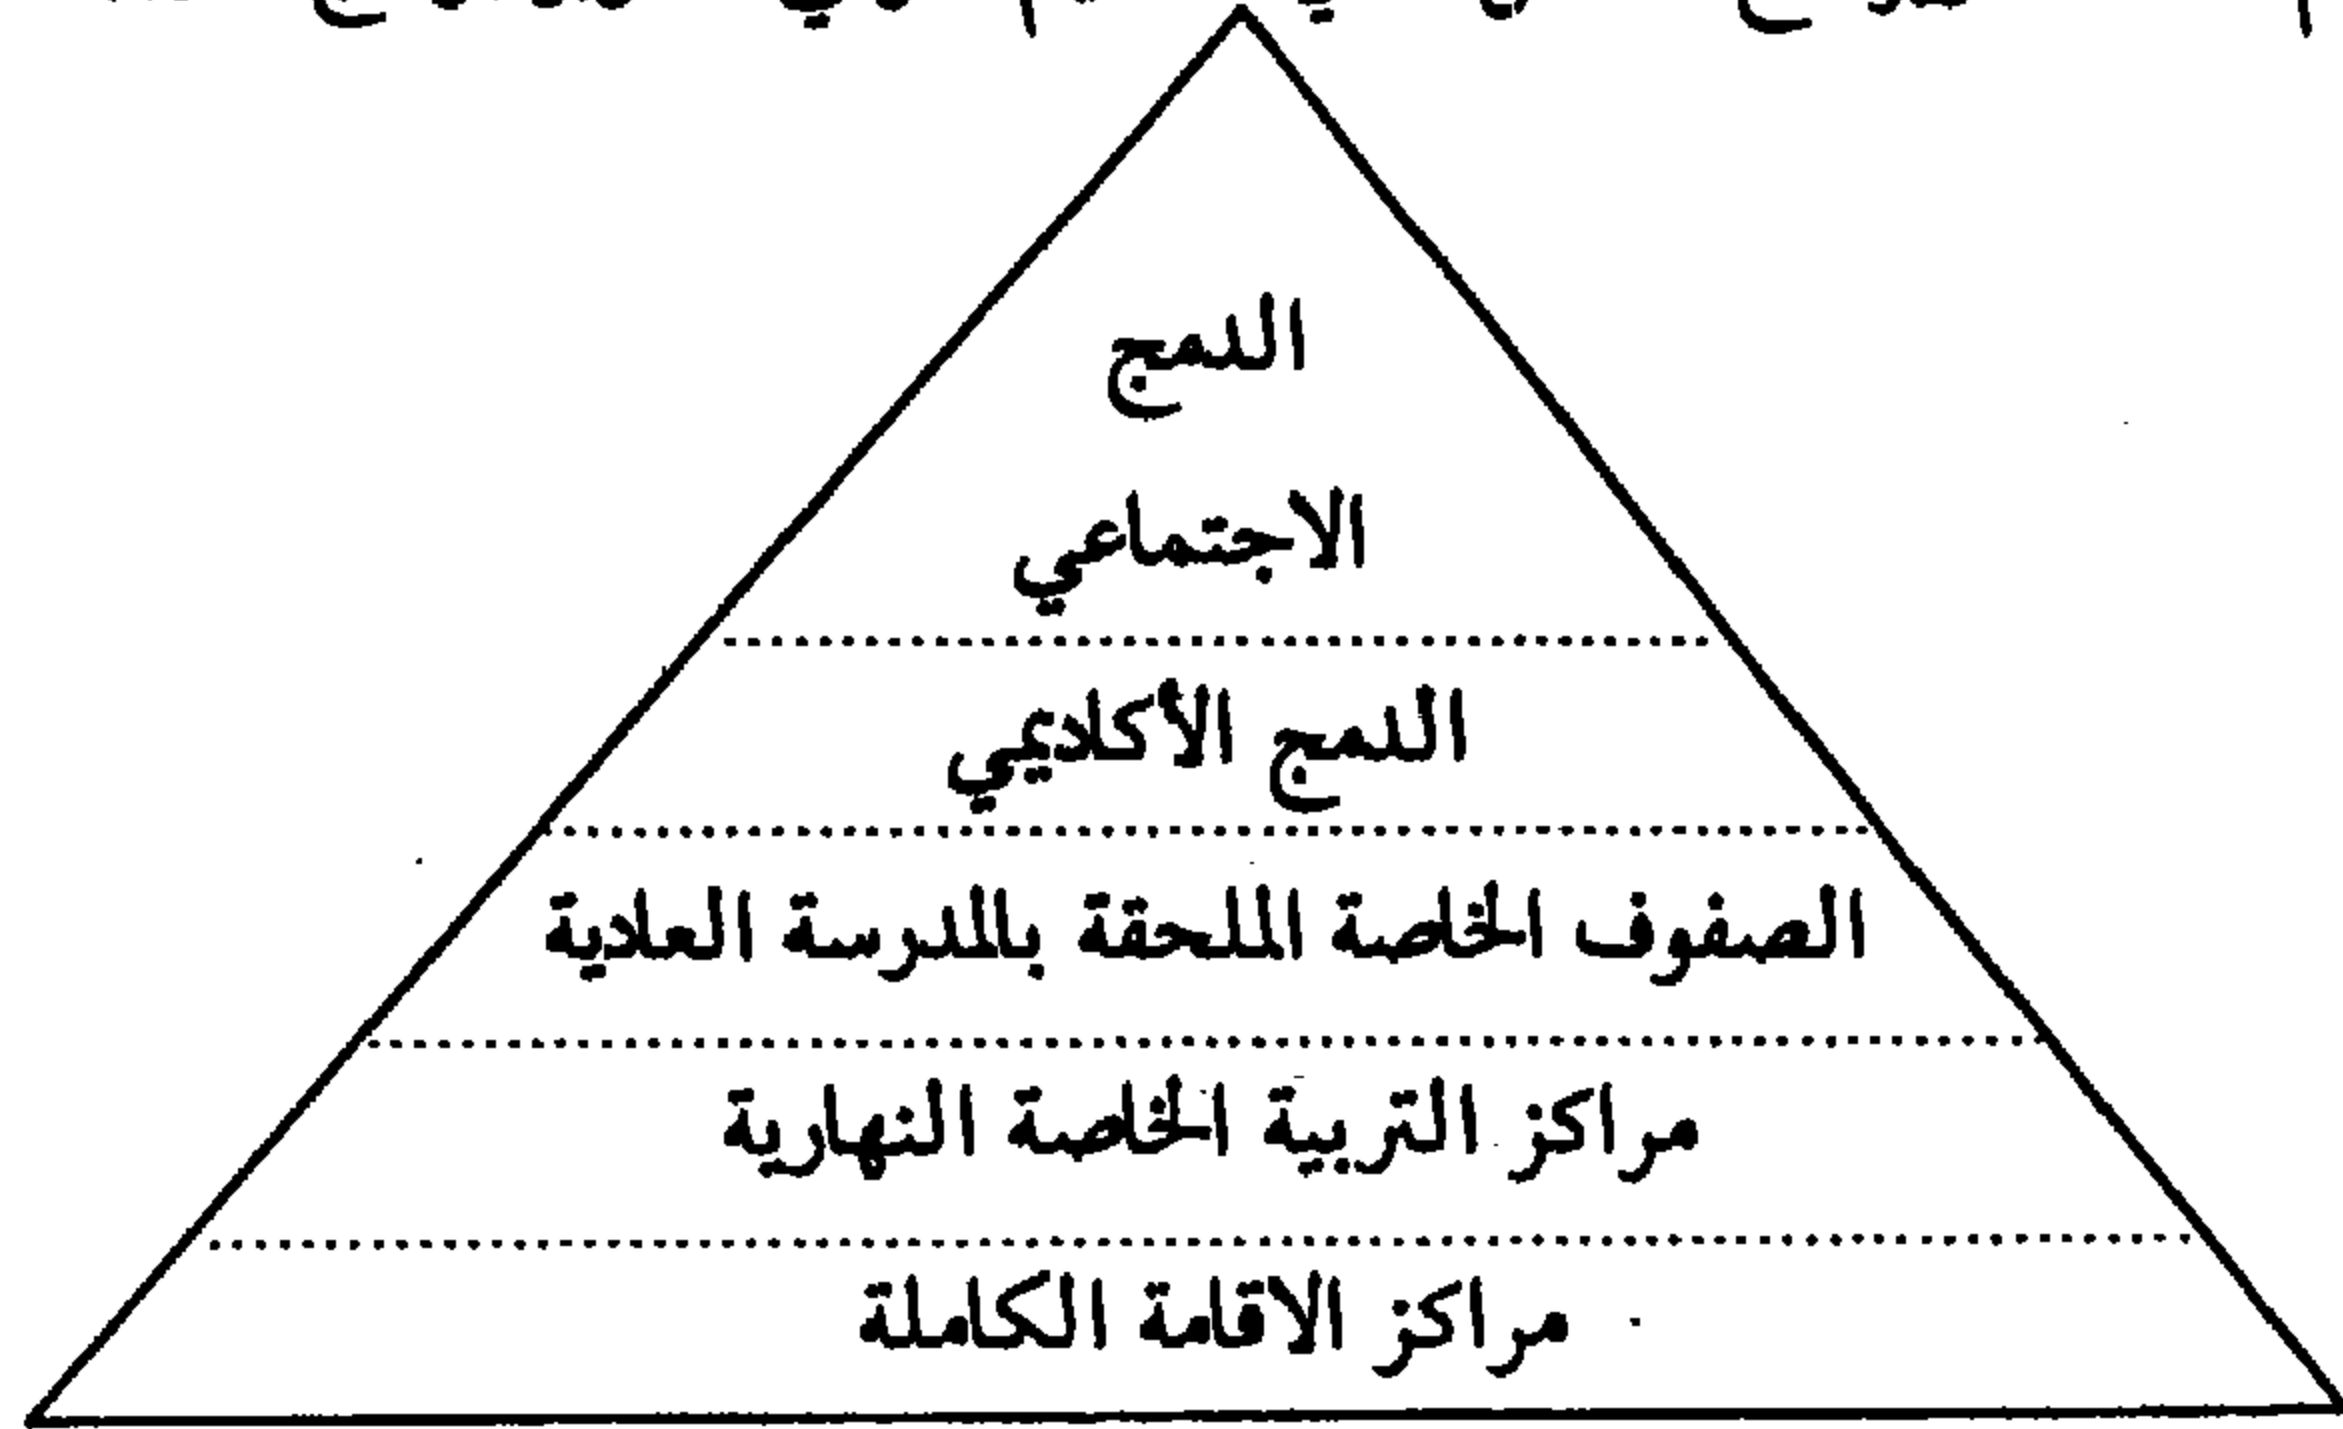 الدمج
الاجتماعي
الدمج الأكاديمي
الصفوف الخاصة الملحقة بالمدرسة العادية
مراكز التربية الخاصة النهارية
مراكز الاقامة الكاملة